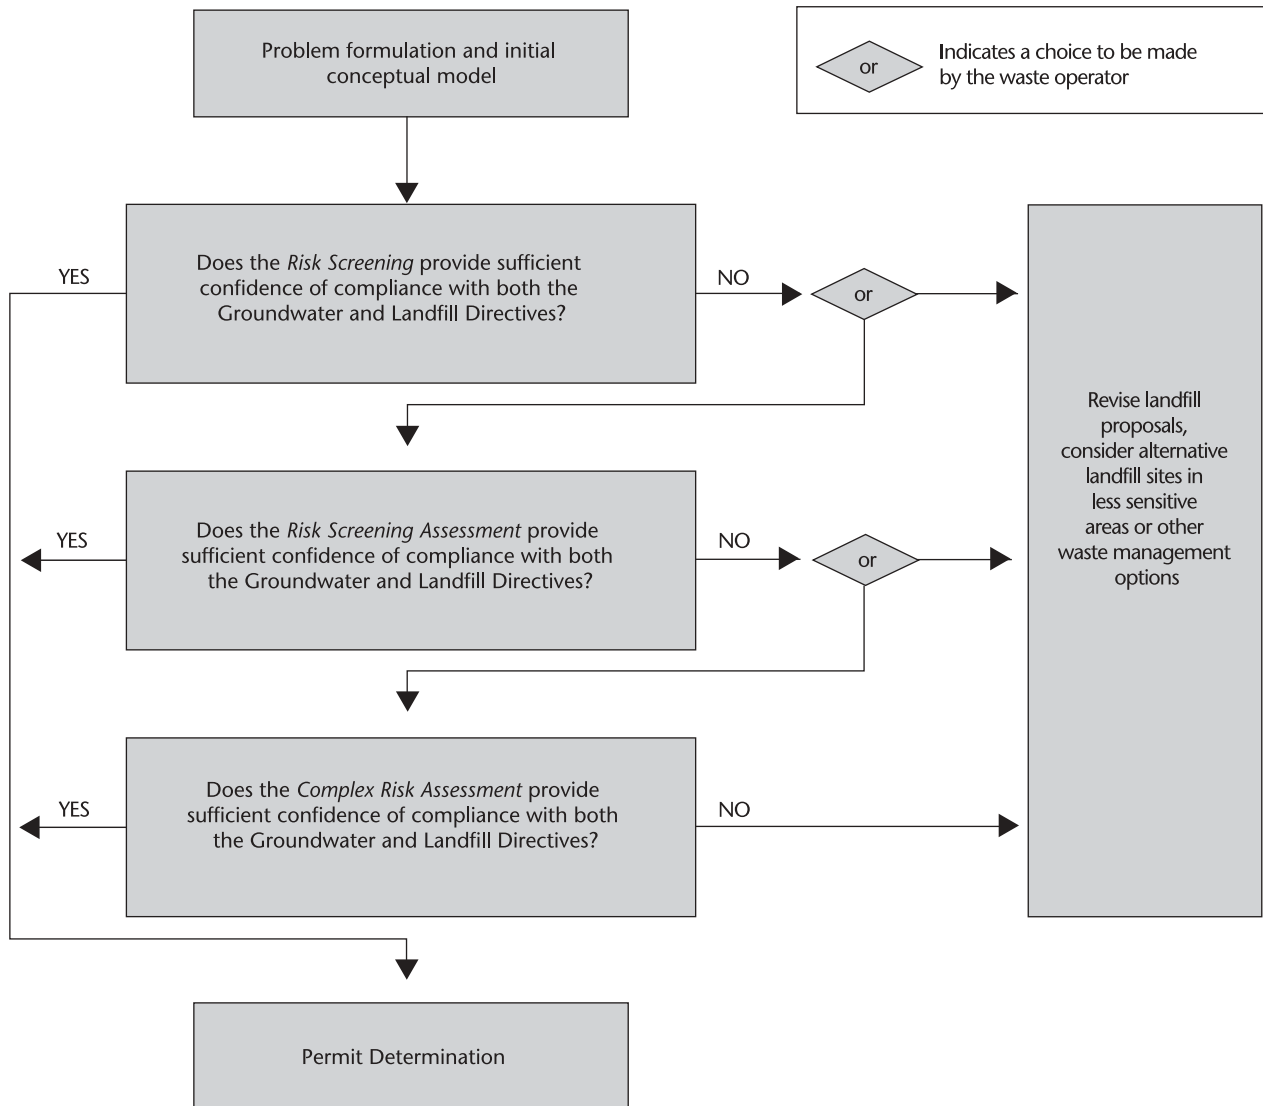 Problem formulation and initial
conceptual model
or
Indicates a choice to be made
by the waste operator
YES
Does the Risk Screening provide sufficient
confidence of compliance with both the
Groundwater and Landfill Directives?
NO
or
Revise landfill
proposals,
consider alternative
landfill sites in
less sensitive
areas or other
waste management
options
YES
Does the Risk Screening Assessment provide
sufficient confidence of compliance with both
the Groundwater and Landfill Directives?
NO
or
YES
Does the Complex Risk Assessment provide
sufficient confidence of compliance with both
the Groundwater and Landfill Directives?
NO
Permit Determination